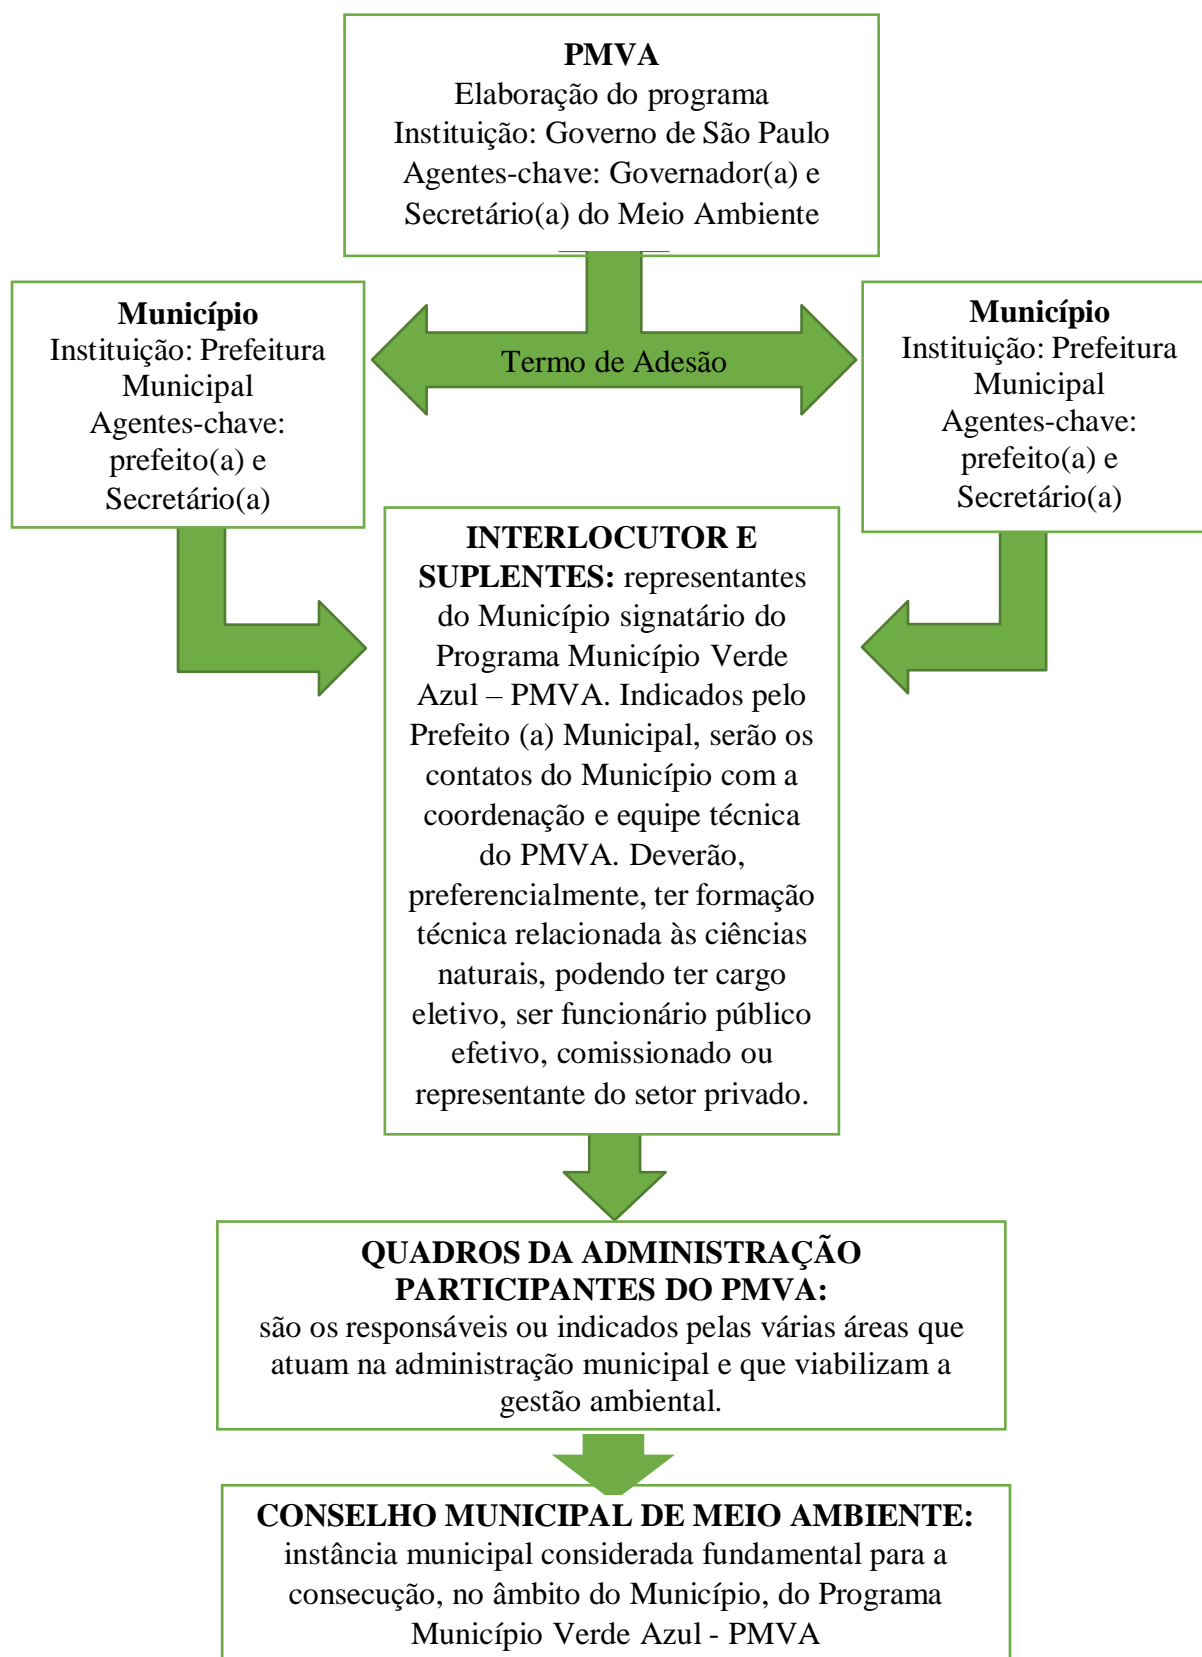 PMVA
Elaboração do programa
Instituição: Governo de São Paulo
Agentes-chave: Governador(a) e
Secretário(a) do Meio Ambiente
Município
Instituição: Prefeitura
Municipal
Agentes-chave:
prefeito(a) e
Secretário(a)
Termo de Adesão
Município
Instituição: Prefeitura
Municipal
Agentes-chave:
prefeito(a) e
Secretário(a)
INTERLOCUTOR E
SUPLENTES: representantes
do Município signatário do
Programa Município Verde
Azul – PMVA. Indicados pelo
Prefeito (a) Municipal, serão os
contatos do Município com a
coordenação e equipe técnica
do PMVA. Deverão,
preferencialmente, ter formação
técnica relacionada às ciências
naturais, podendo ter cargo
eletivo, ser funcionário público
efetivo, comissionado ou
representante do setor privado.
QUADROS DA ADMINISTRAÇÃO
PARTICIPANTES DO PMVA:
são os responsáveis ou indicados pelas várias áreas que
atuam na administração municipal e que viabilizam a
gestão ambiental.
CONSELHO MUNICIPAL DE MEIO AMBIENTE:
instância municipal considerada fundamental para a
consecução, no âmbito do Município, do Programa
Município Verde Azul - PMVA